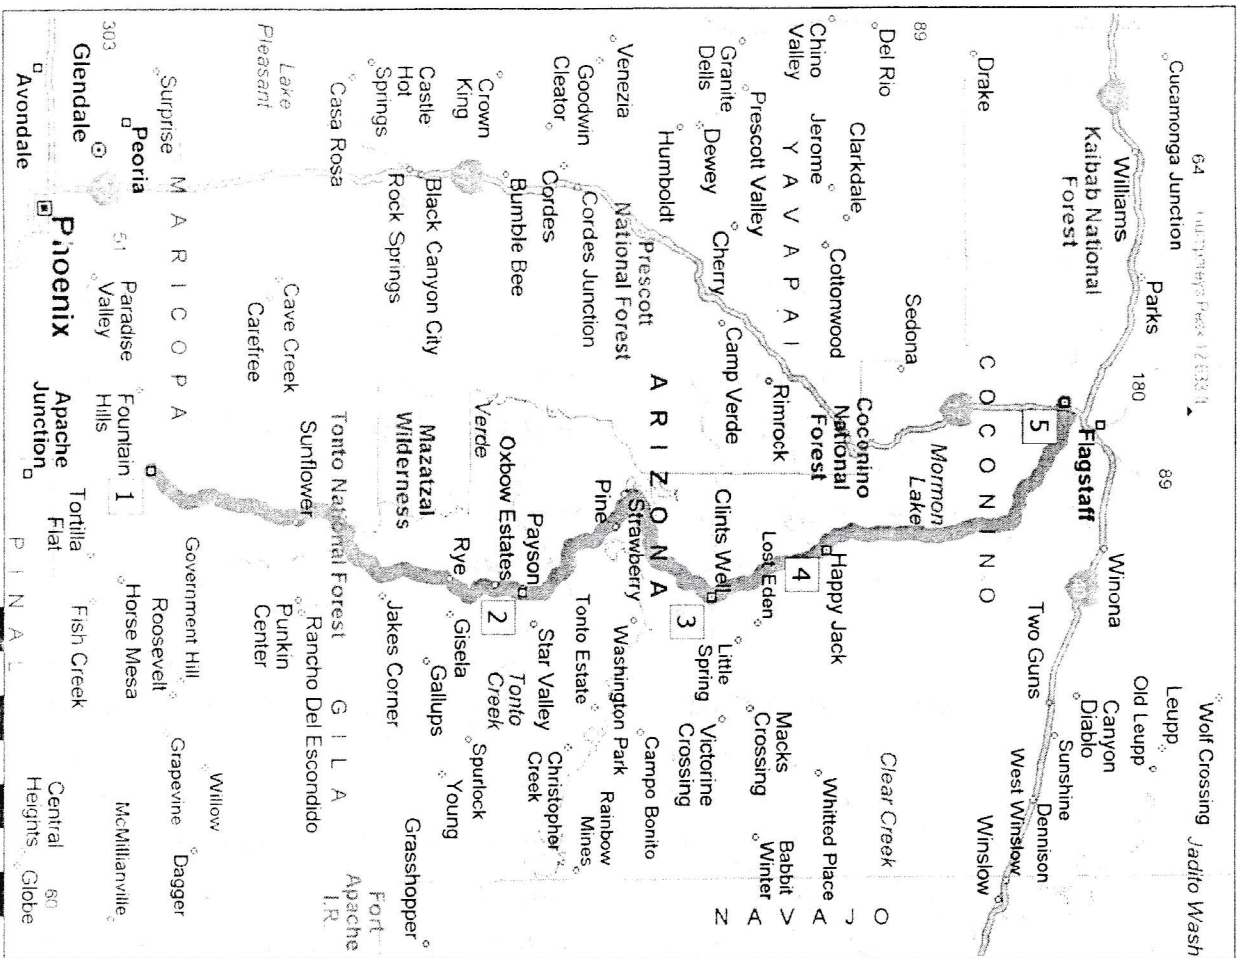 Wolf Crossing
Jadito Wash
64
Cucamonga Junction
Parks
180
89
Leupp
Old Leupp
Williams
Kaibab National
Forest
Flagstaff
Winona
Canyon
Diablo
Sunshine
Dennison
Two Guns
West Winslow
Winslow
5
Drake
COCONINO
89
Del Rio
Sedona
Mormon
Lake
Clear Creek
NAVAJO
Clarkdale
Coconino
National
Forest
Cottonwood
Happy Jack
Whitted Place
Chino
Valley
Jerome
YAVAPAI
4
Rimrock
Lost Eden
Macks
Crossing
Babbit
Winter
Prescott Valley
Granite
Dells
Dewey
Cherry
Camp Verde
Clints Well
Little
Spring
Victorine
Crossing
3
Humboldt
ARIZONA
Prescott
National Forest
Venezia
Strawberry
Pine
Washington Park
Campo Bonito
Goodwin
Cleator
Cordes Junction
Cordes
Tonto Estate
Rainbow
Mines
Bumble Bee
Payson
Star Valley
Christopher
Creek
Oxbow Estates
2
Tonto
Creek
Crown
King
Verde
Rye
Gisela
Spurlock
Young
Gallups
Black Canyon City
Rock Springs
Castle
Hot
Springs
Mazatzal
Wilderness
Jakes Corner
Grasshopper
Fort
Apache
I.R.
Casa Rosa
Tonto National Forest
GILA
Sunflower
Rancho Del Escondido
Punkin
Center
Lake
Pleasant
Cave Creek
Carefree
Willow
Government Hill
Roosevelt
Horse Mesa
Grapevine
Dagger
McMillianville
MARICOPA
Surprise
Peoria
303
Glendale
51
Paradise
Valley
Fountain
Hills
1
Phoenix
Avondale
Apache
Junction
Tortilla
Flat
Fish Creek
Central
Heights
60
Globe
PINAL